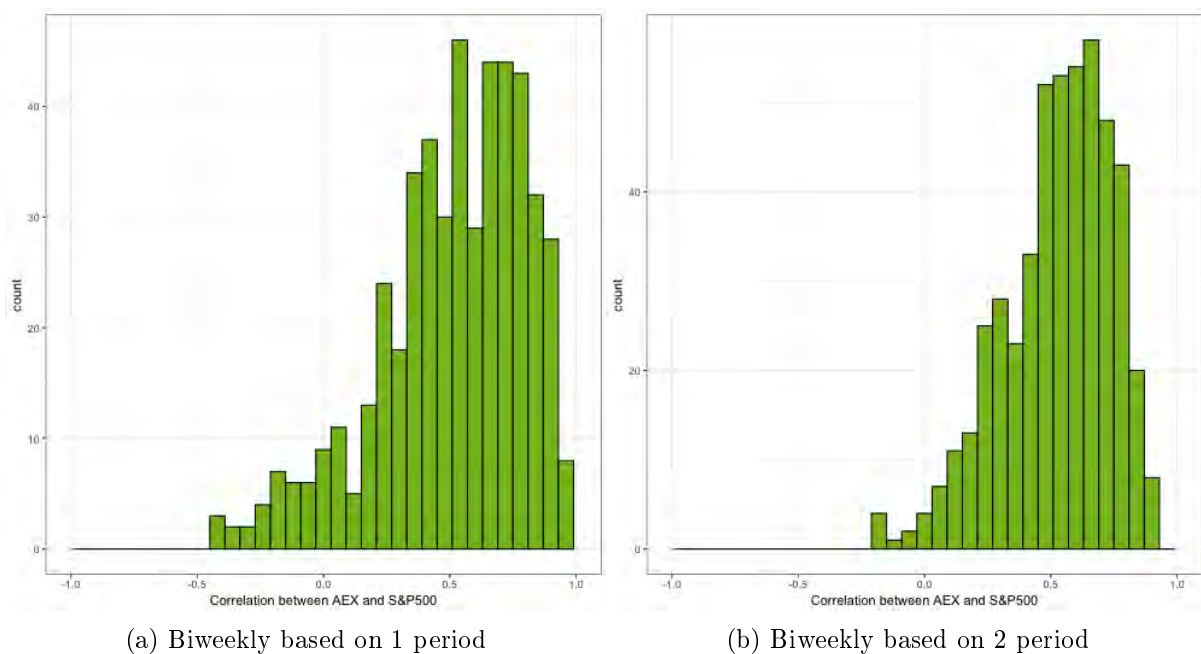 40
30
20
10
0
count
-1.0 -0.5 0.0 0.5 1.0
Correlation between AEX and S&P500
(a) Biweekly based on 1 period
40
20
0
count
-1.0 -0.5 0.0 0.5 1.0
Correlation between AEX and S&P500
(b) Biweekly based on 2 period